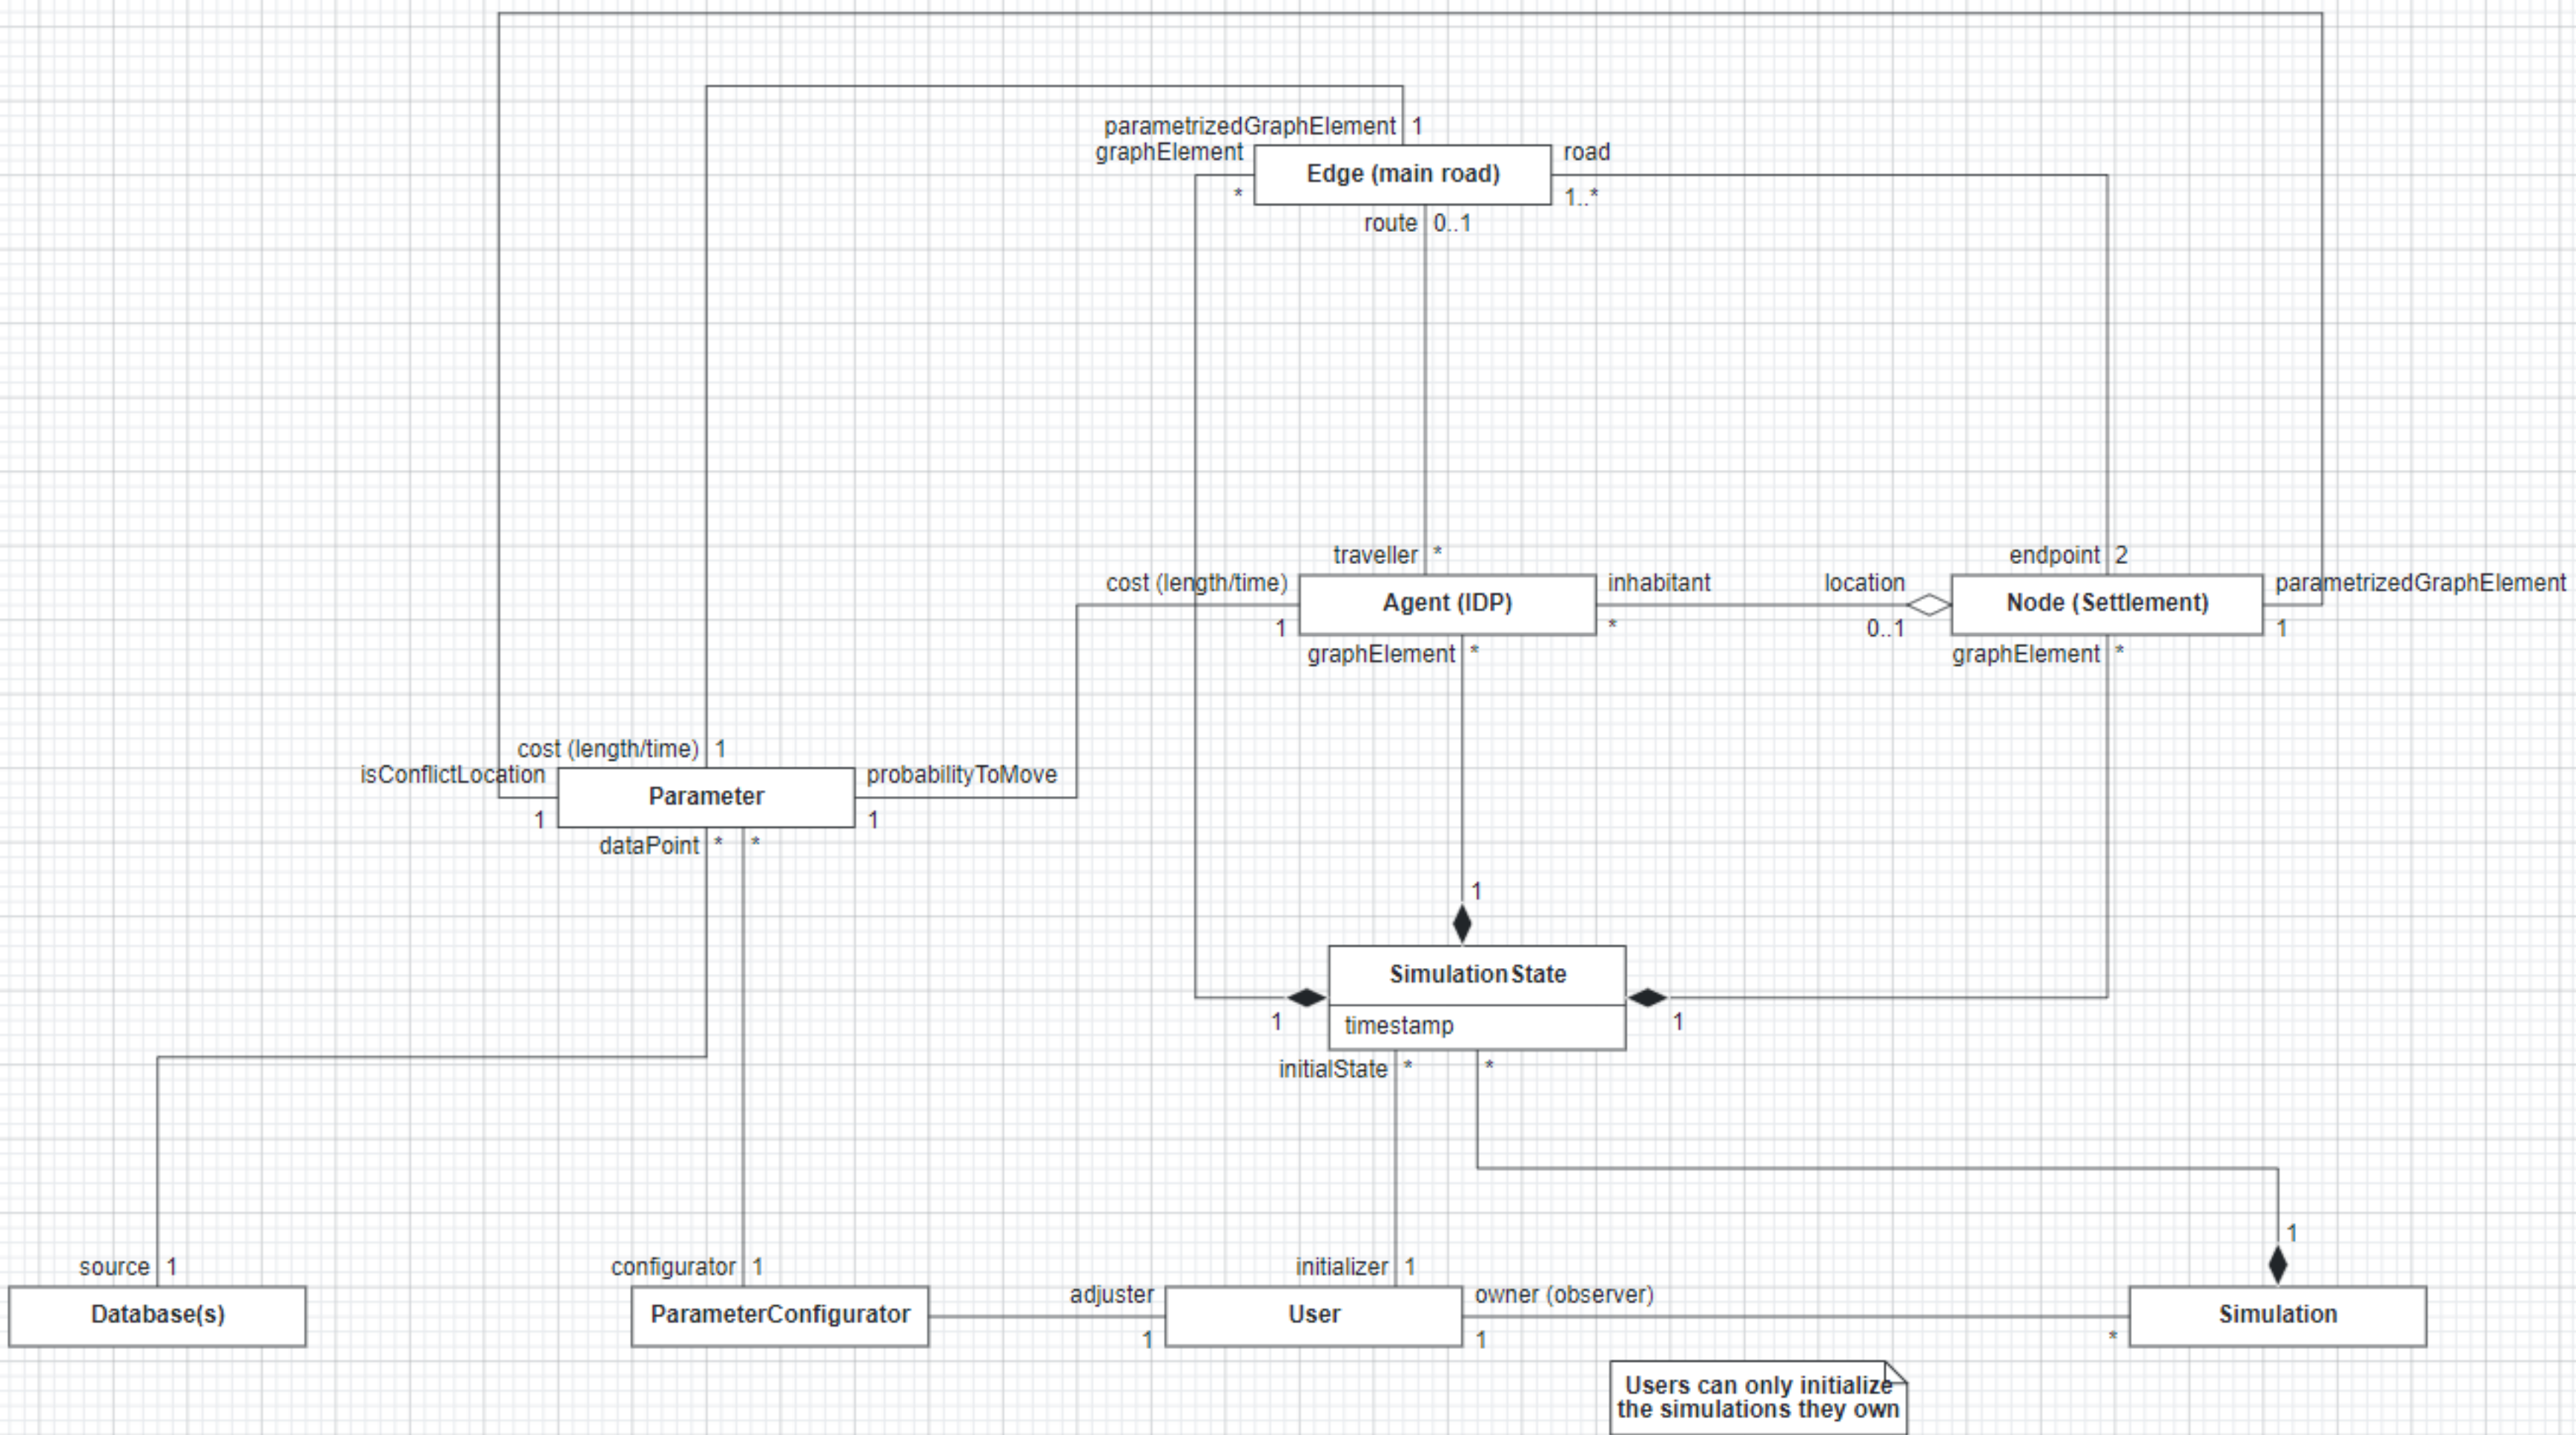 parametrizedGraphElement 1
graphElement
road
Edge (main road)
*
1..*
route 0..1
traveller *
endpoint 2
cost (length/time)
inhabitant
location
parametrizedGraphElement
Agent (IDP)
Node (Settlement)
1
*
0..1
1
graphElement *
graphElement *
cost (length/time) 1
isConflictLocation
probabilityToMove
Parameter
1
1
dataPoint * *
1
SimulationState
1
timestamp
1
initialState *
*
1
source 1
configurator 1
initializer 1
adjuster
owner (observer)
Database(s)
ParameterConfigurator
User
Simulation
1
1
*
Users can only initialize
the simulations they own